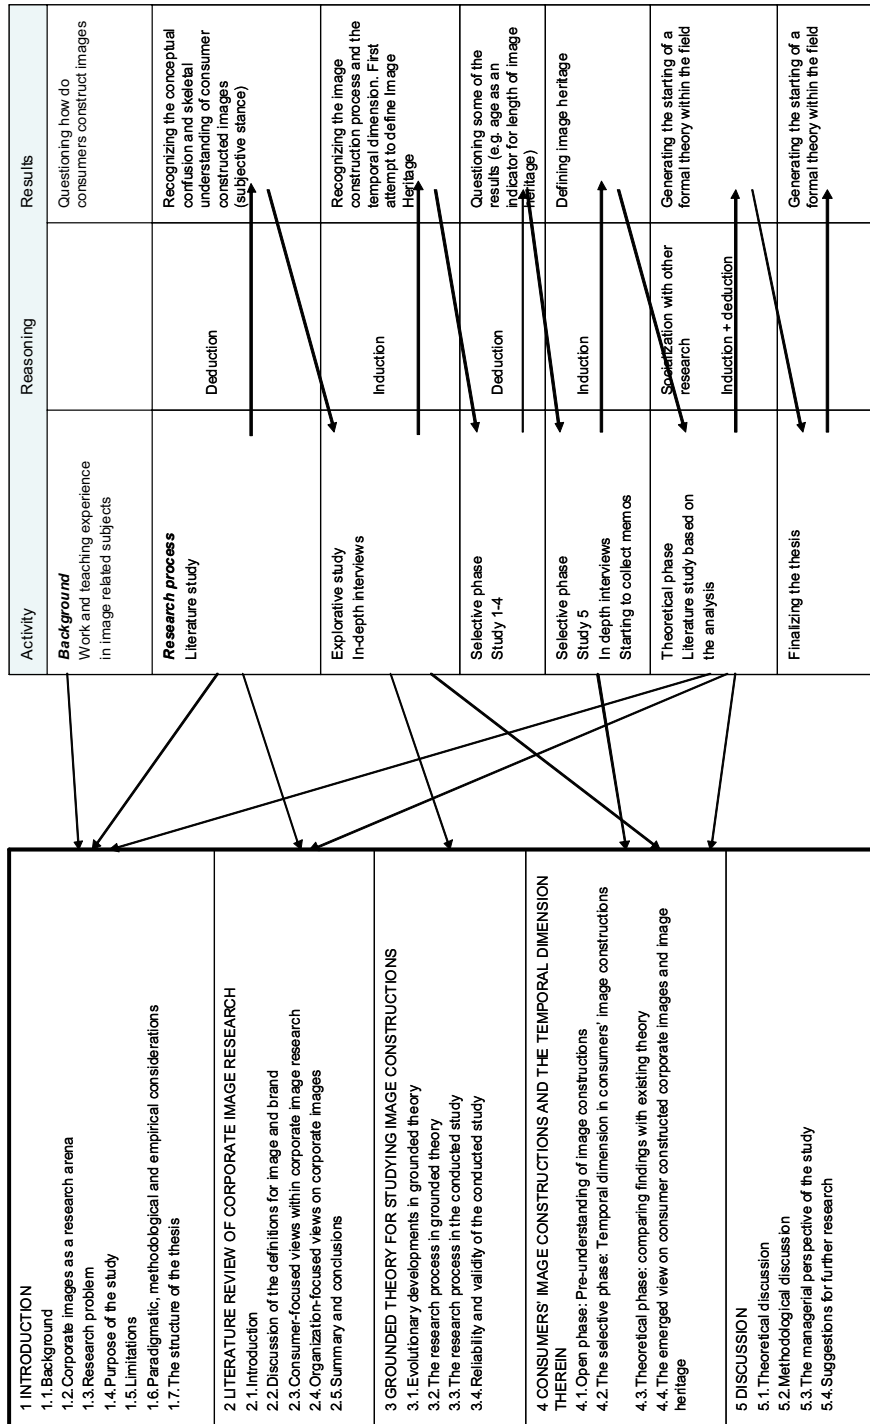 1 INTRODUCTION
1.1.Background
1.2.Corporate images as a research arena
1.3.Research problem
1.4.Purpose of the study
1.5.Limitations
1.6.Paradigmatic, methodological and empirical considerations
1.7.The structure of the thesis
2 LITERATURE REVIEW OF CORPORATE IMAGE RESEARCH
2.1.Introduction
2.2.Discussion of the definitions for image and brand
2.3.Consumer-focused views within corporate image research
2.4.Organization-focused views on corporate images
2.5.Summary and conclusions
3 GROUNDED THEORY FOR STUDYING IMAGE CONSTRUCTIONS
3.1.Evolutionary developments in grounded theory
3.2.The research process in grounded theory
3.3.The research process in the conducted study
3.4.Reliability and validity of the conducted study
4 CONSUMERS' IMAGE CONSTRUCTIONS AND THE TEMPORAL DIMENSION
THEREIN
4.1.Open phase: Pre-understanding of image constructions
4.2.The selective phase: Temporal dimension in consumers' image constructions
4.3.Theoretical phase: comparing findings with existing theory
4.4.The emerged view on consumer constructed corporate images and image
heritage
5 DISCUSSION
5.1.Theoretical discussion
5.2.Methodological discussion
5.3.The managerial perspective of the study
5.4.Suggestions for further research
Activity
Reasoning
Results
Background
Work and teaching experience
in image related subjects
Questioning how do
consumers construct images
Research process
Literature study
Deduction
Recognizing the conceptual
confusion and skeletal
understanding of consumer
constructed images
(subjective stance)
Explorative study
In-depth interviews
Induction
Recognizing the image
construction process and the
temporal dimension. First
attempt to define Image
Heritage
Selective phase
Study 1-4
Deduction
Questioning some of the
results (e.g. age as an
indicator for length of image
heritage)
Selective phase
Study 5
In depth interviews
Starting to collect memos
Induction
Defining image heritage
Theoretical phase
Literature study based on
the analysis
Socialization with other
research
Induction + deduction
Generating the starting of a
formal theory within the field
Finalizing the thesis
Generating the starting of a
formal theory within the field